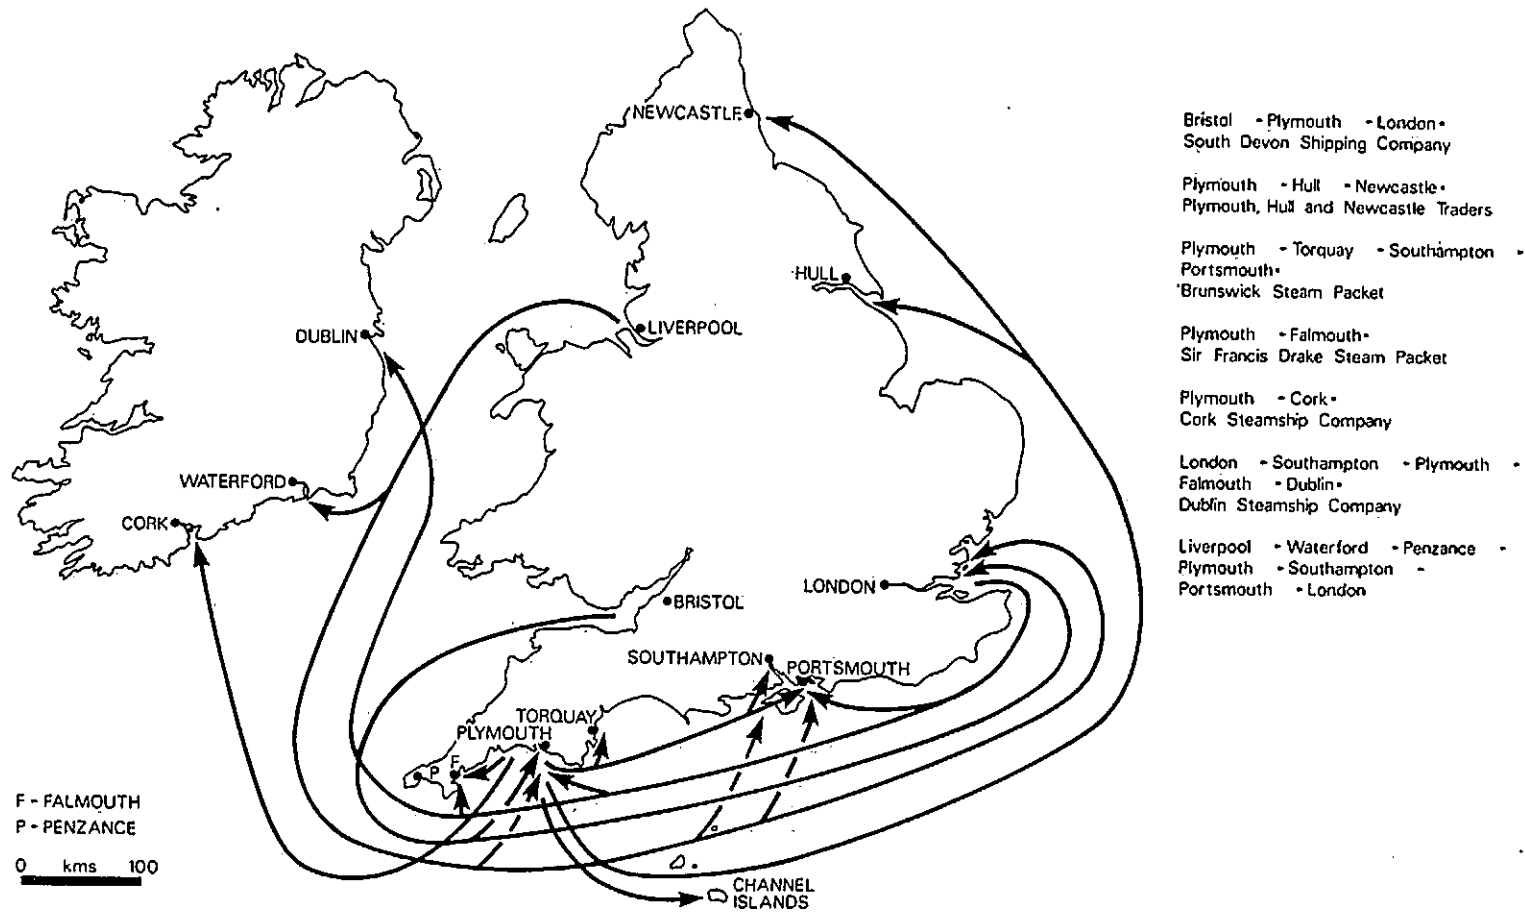 NEWCASTLE
HULL
LIVERPOOL
DUBLIN
WATERFORD
CORK
BRISTOL
LONDON
SOUTHAMPTON
PORTSMOUTH
TORQUAY
PLYMOUTH
P
F
CHANNEL
ISLANDS
F - FALMOUTH
P - PENZANCE
0 kms 100
Bristol - Plymouth - London -
South Devon Shipping Company
Plymouth - Hull - Newcastle -
Plymouth, Hull and Newcastle Traders
Plymouth - Torquay - Southampton -
Portsmouth -
Brunswick Steam Packet
Plymouth - Falmouth -
Sir Francis Drake Steam Packet
Plymouth - Cork -
Cork Steamship Company
London - Southampton - Plymouth -
Falmouth - Dublin -
Dublin Steamship Company
Liverpool - Waterford - Penzance -
Plymouth - Southampton -
Portsmouth - London